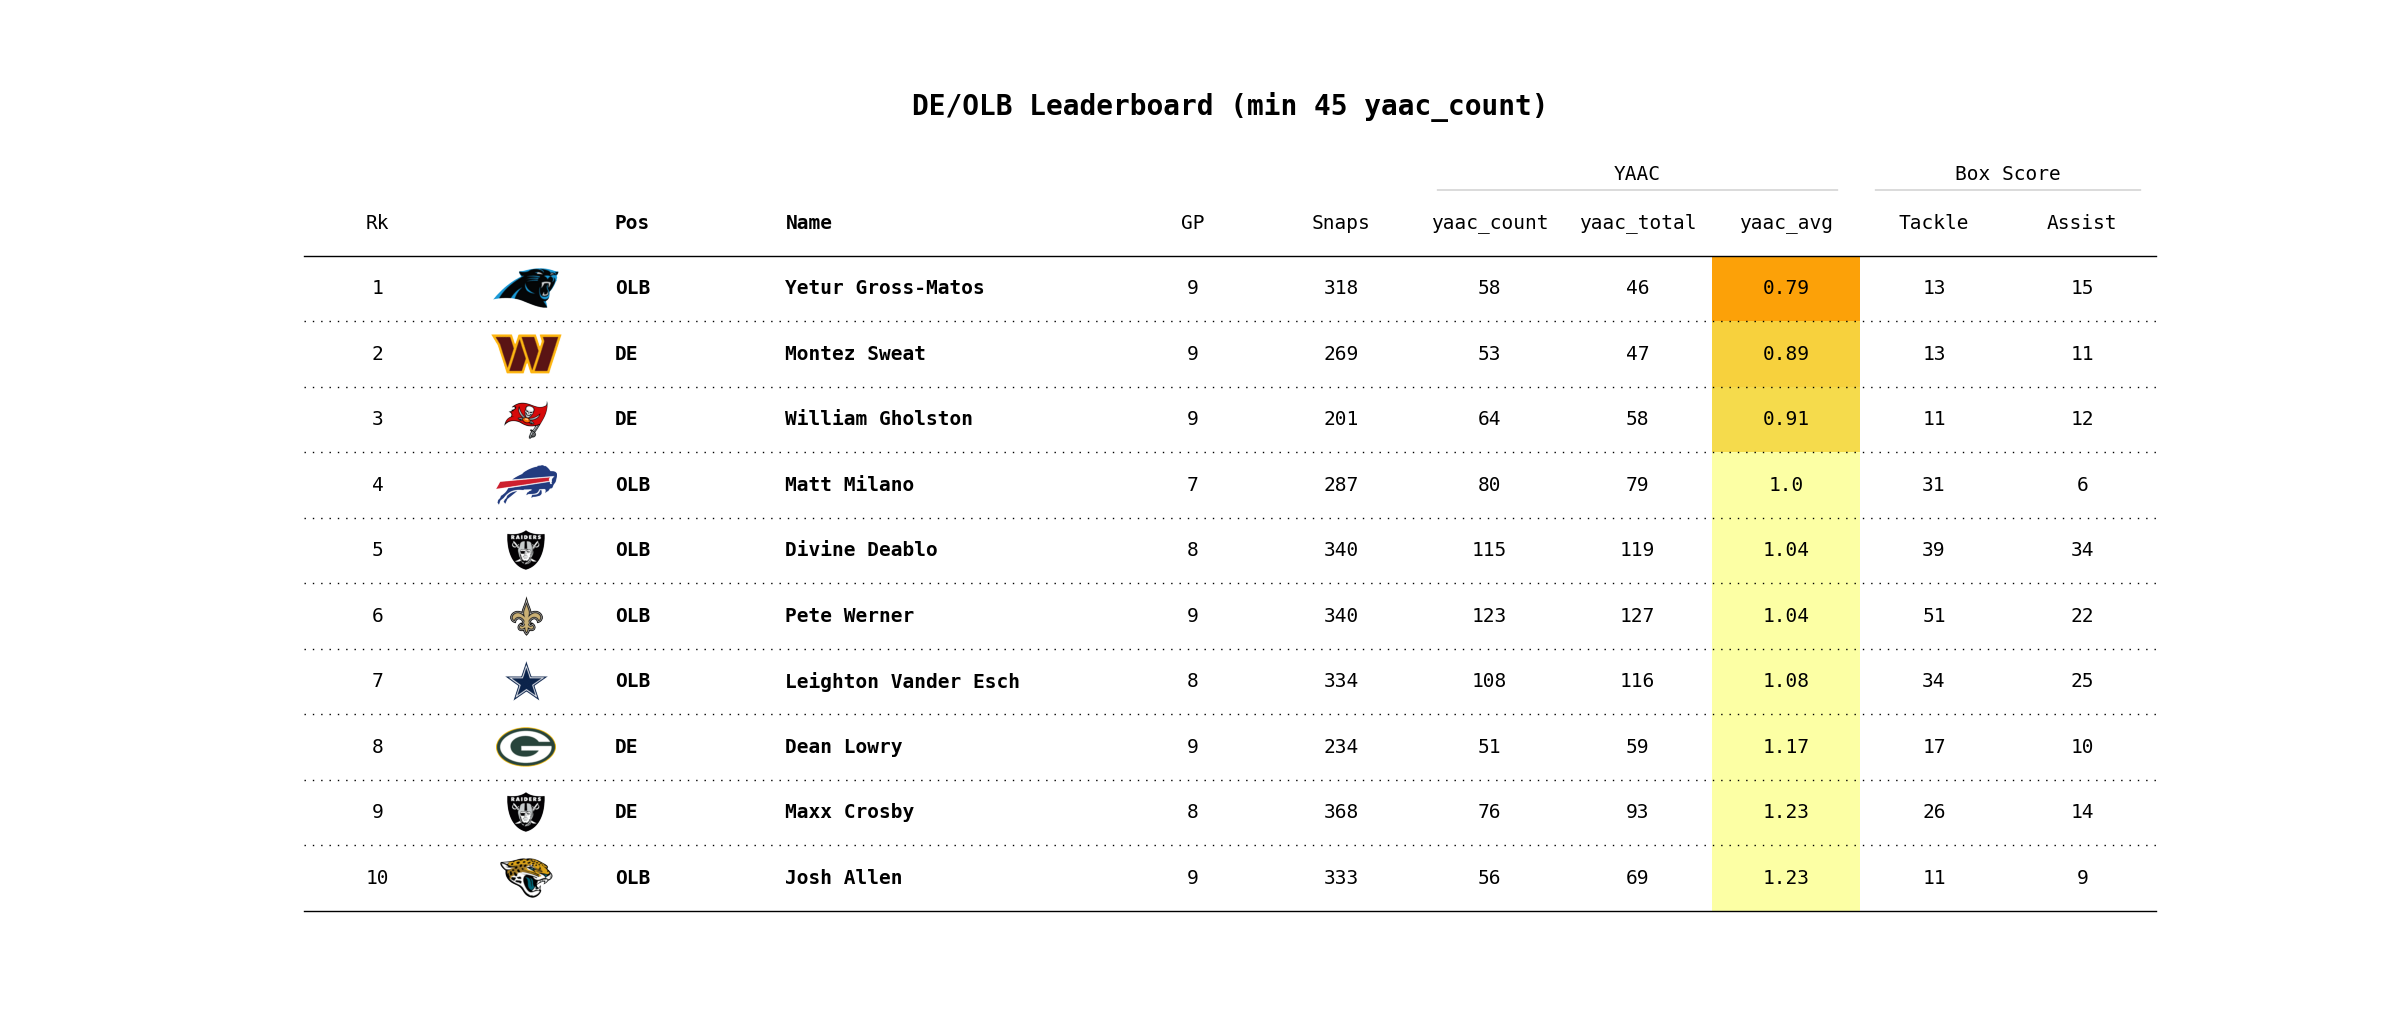 DE/OLB Leaderboard (min 45 yaac_count)
YAAC Box Score
Rk Pos Name GP Snaps yaac_count yaac_total yaac_avg Tackle Assist
1 OLB Yetur Gross-Matos 9 318 58 46 0.79 13 15
2 DE Montez Sweat 9 269 53 47 0.89 13 11
3 DE William Gholston 9 201 64 58 0.91 11 12
4 OLB Matt Milano 7 287 80 79 1.0 31 6
5 RAIDERS OLB Divine Deablo 8 340 115 119 1.04 39 34
6 OLB Pete Werner 9 340 123 127 1.04 51 22
7 OLB Leighton Vander Esch 8 334 108 116 1.08 34 25
8 G DE Dean Lowry 9 234 51 59 1.17 17 10
9 RAIDERS DE Maxx Crosby 8 368 76 93 1.23 26 14
10 OLB Josh Allen 9 333 56 69 1.23 11 9